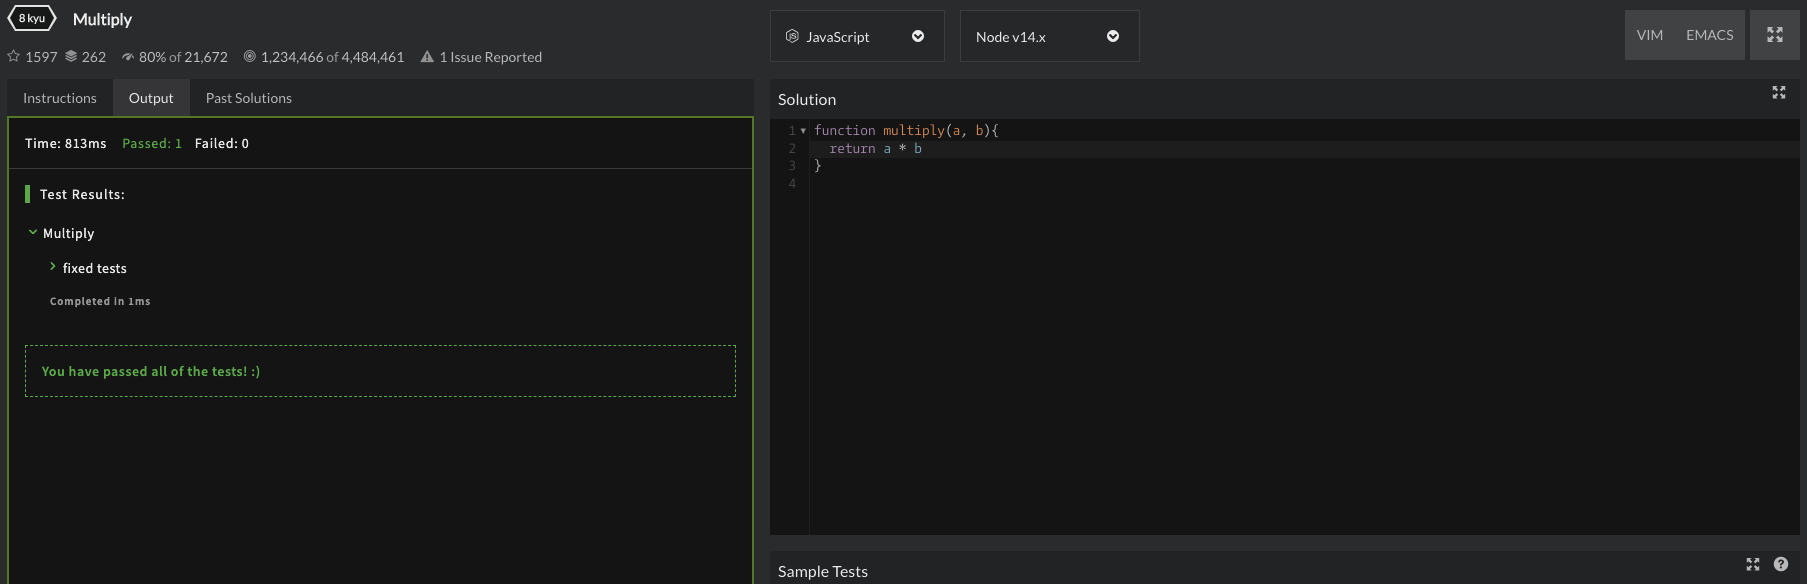 8 kyu Multiply
1597 262 80% of 21,672 1,234,466 of 4,484,461 1 Issue Reported
Instructions Output Past Solutions
Time: 813ms Passed: 1 Failed: 0
Test Results:
Multiply
fixed tests
Completed in 1ms
You have passed all of the tests! :)
JavaScript Node v14.x VIM EMACS
Solution
1 function multiply(a, b){
2 return a * b
3 }
4
Sample Tests ?